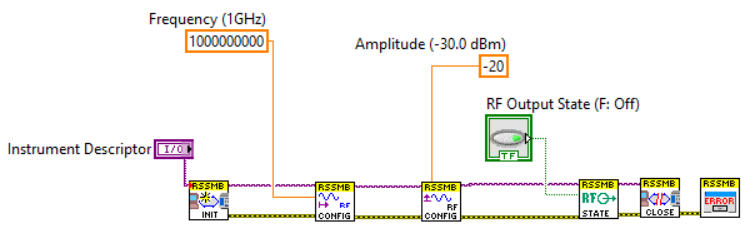 Frequency (1GHz)
1000000000
Amplitude (-30.0 dBm)
-20
RF Output State (F: Off)
TF
Instrument Descriptor
I/O
RSSMB
INIT
RSSMB
RF
CONFIG
RSSMB
RF
CONFIG
RSSMB
RF
STATE
RSSMB
CLOSE
RSSMB
ERROR